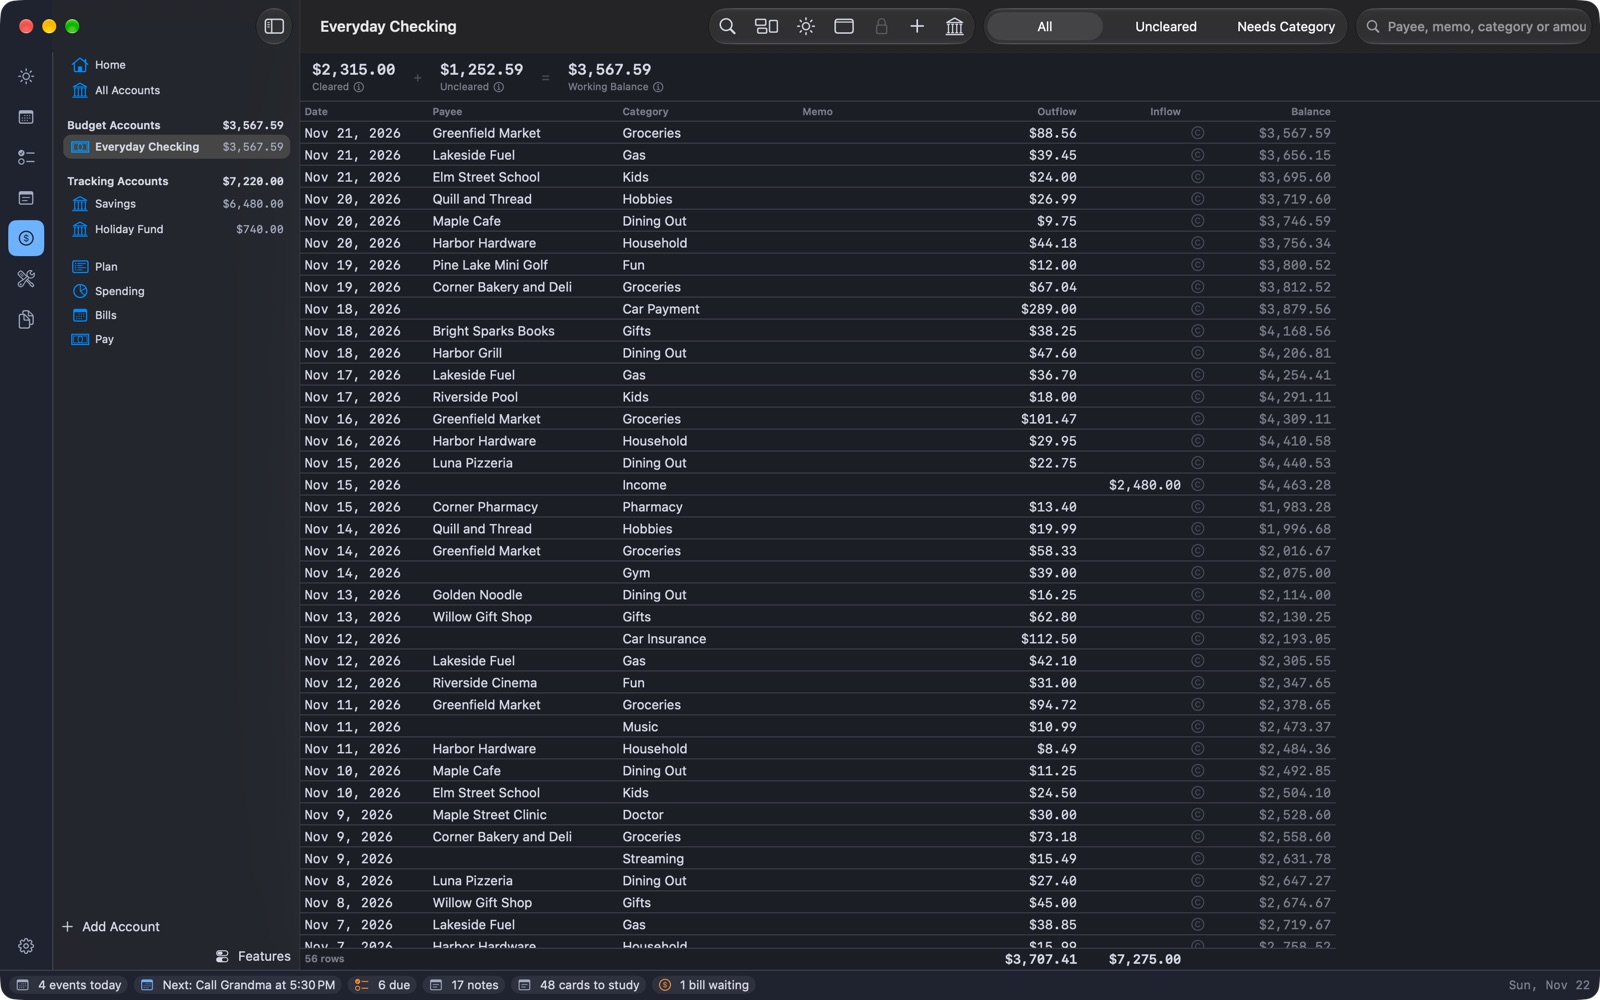 Everyday Checking
All
Uncleared
Needs Category
Payee, memo, category or amou
Home
All Accounts
Budget Accounts $3,567.59
Everyday Checking $3,567.59
Tracking Accounts $7,220.00
Savings $6,480.00
Holiday Fund $740.00
Plan
Spending
Bills
Pay
Add Account
Features
$2,315.00 + $1,252.59 = $3,567.59
Cleared Uncleared Working Balance
Date Payee Category Memo Outflow Inflow Balance
Nov 21, 2026 Greenfield Market Groceries $88.56 $3,567.59
Nov 21, 2026 Lakeside Fuel Gas $39.45 $3,656.15
Nov 21, 2026 Elm Street School Kids $24.00 $3,695.60
Nov 20, 2026 Quill and Thread Hobbies $26.99 $3,719.60
Nov 20, 2026 Maple Cafe Dining Out $9.75 $3,746.59
Nov 20, 2026 Harbor Hardware Household $44.18 $3,756.34
Nov 19, 2026 Pine Lake Mini Golf Fun $12.00 $3,800.52
Nov 19, 2026 Corner Bakery and Deli Groceries $67.04 $3,812.52
Nov 18, 2026 Car Payment $289.00 $3,879.56
Nov 18, 2026 Bright Sparks Books Gifts $38.25 $4,168.56
Nov 18, 2026 Harbor Grill Dining Out $47.60 $4,206.81
Nov 17, 2026 Lakeside Fuel Gas $36.70 $4,254.41
Nov 17, 2026 Riverside Pool Kids $18.00 $4,291.11
Nov 16, 2026 Greenfield Market Groceries $101.47 $4,309.11
Nov 16, 2026 Harbor Hardware Household $29.95 $4,410.58
Nov 15, 2026 Luna Pizzeria Dining Out $22.75 $4,440.53
Nov 15, 2026 Income $2,480.00 $4,463.28
Nov 15, 2026 Corner Pharmacy Pharmacy $13.40 $1,983.28
Nov 14, 2026 Quill and Thread Hobbies $19.99 $1,996.68
Nov 14, 2026 Greenfield Market Groceries $58.33 $2,016.67
Nov 14, 2026 Gym $39.00 $2,075.00
Nov 13, 2026 Golden Noodle Dining Out $16.25 $2,114.00
Nov 13, 2026 Willow Gift Shop Gifts $62.80 $2,130.25
Nov 12, 2026 Car Insurance $112.50 $2,193.05
Nov 12, 2026 Lakeside Fuel Gas $42.10 $2,305.55
Nov 12, 2026 Riverside Cinema Fun $31.00 $2,347.65
Nov 11, 2026 Greenfield Market Groceries $94.72 $2,378.65
Nov 11, 2026 Music $10.99 $2,473.37
Nov 11, 2026 Harbor Hardware Household $8.49 $2,484.36
Nov 10, 2026 Maple Cafe Dining Out $11.25 $2,492.85
Nov 10, 2026 Elm Street School Kids $24.50 $2,504.10
Nov 9, 2026 Maple Street Clinic Doctor $30.00 $2,528.60
Nov 9, 2026 Corner Bakery and Deli Groceries $73.18 $2,558.60
Nov 9, 2026 Streaming $15.49 $2,631.78
Nov 8, 2026 Luna Pizzeria Dining Out $27.40 $2,647.27
Nov 8, 2026 Willow Gift Shop Gifts $45.00 $2,674.67
Nov 7, 2026 Lakeside Fuel Gas $38.85 $2,719.67
Nov 7, 2026 Harbor Hardware Household $15.99 $2,758.52
56 rows $3,707.41 $7,275.00
4 events today
Next: Call Grandma at 5:30 PM
6 due
17 notes
48 cards to study
1 bill waiting
Sun, Nov 22